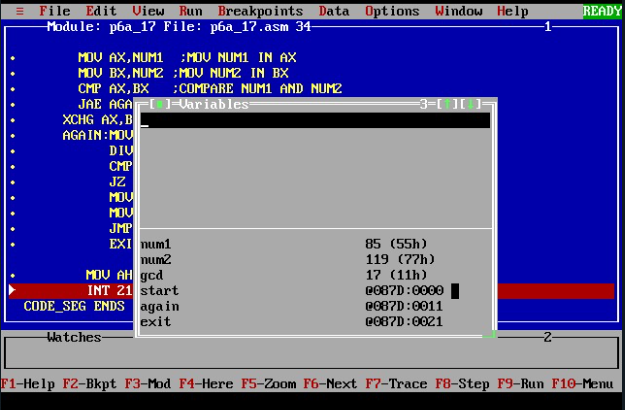 ≡ File Edit View Run Breakpoints Data Options Window Help READY
Module: p6a_17 File: p6a_17.asm 34 1
MOV AX,NUM1 ;MOV NUM1 IN AX
MOV BX,NUM2 ;MOV NUM2 IN BX
CMP AX,BX ;COMPARE NUM1 AND NUM2
JAE AGA
[■]=Variables 3=[↑][↓]
XCHG AX,B
AGAIN:MOV
DIV
CMP
JZ
MOV
MOV
JMP
EXI
num1 85 (55h)
num2 119 (77h)
MOV AH
gcd 17 (11h)
INT 21
start @087D:0000
CODE_SEG ENDS
again @087D:0011
exit @087D:0021
Watches 2
F1-Help F2-Bkpt F3-Mod F4-Here F5-Zoom F6-Next F7-Trace F8-Step F9-Run F10-Menu